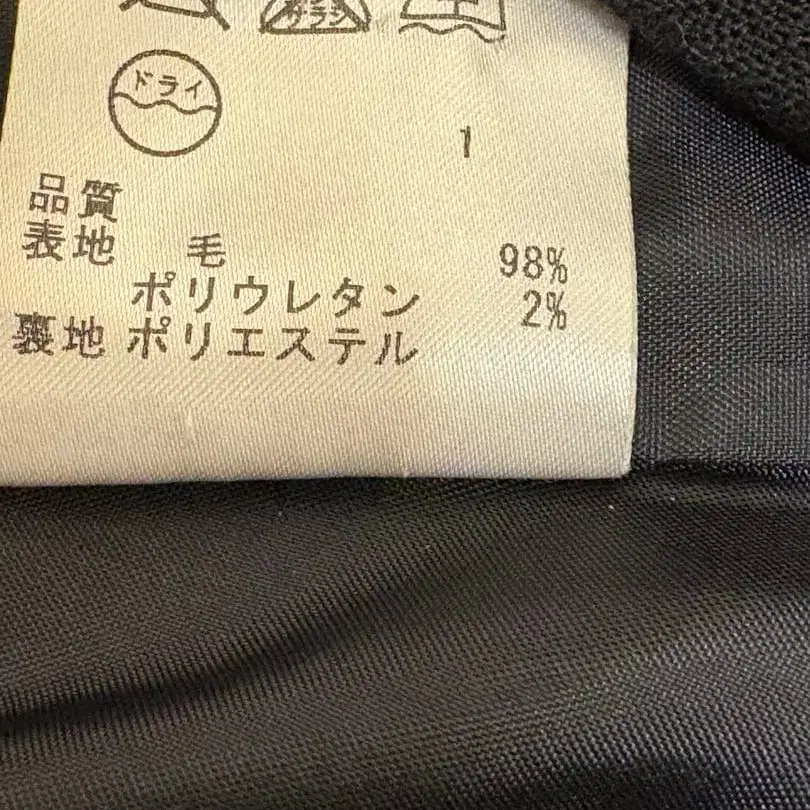 ドライ
1
品質
表地 毛 98%
ポリウレタン 2%
裏地 ポリエステル